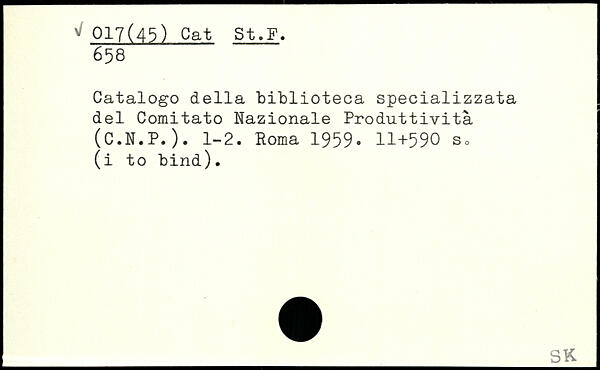 √ 017(45) Cat St.F.
658
Catalogo della biblioteca specializzata
del Comitato Nazionale Produttività
(C.N.P.). 1-2. Roma 1959. 11+590 s.
(i to bind).
SK